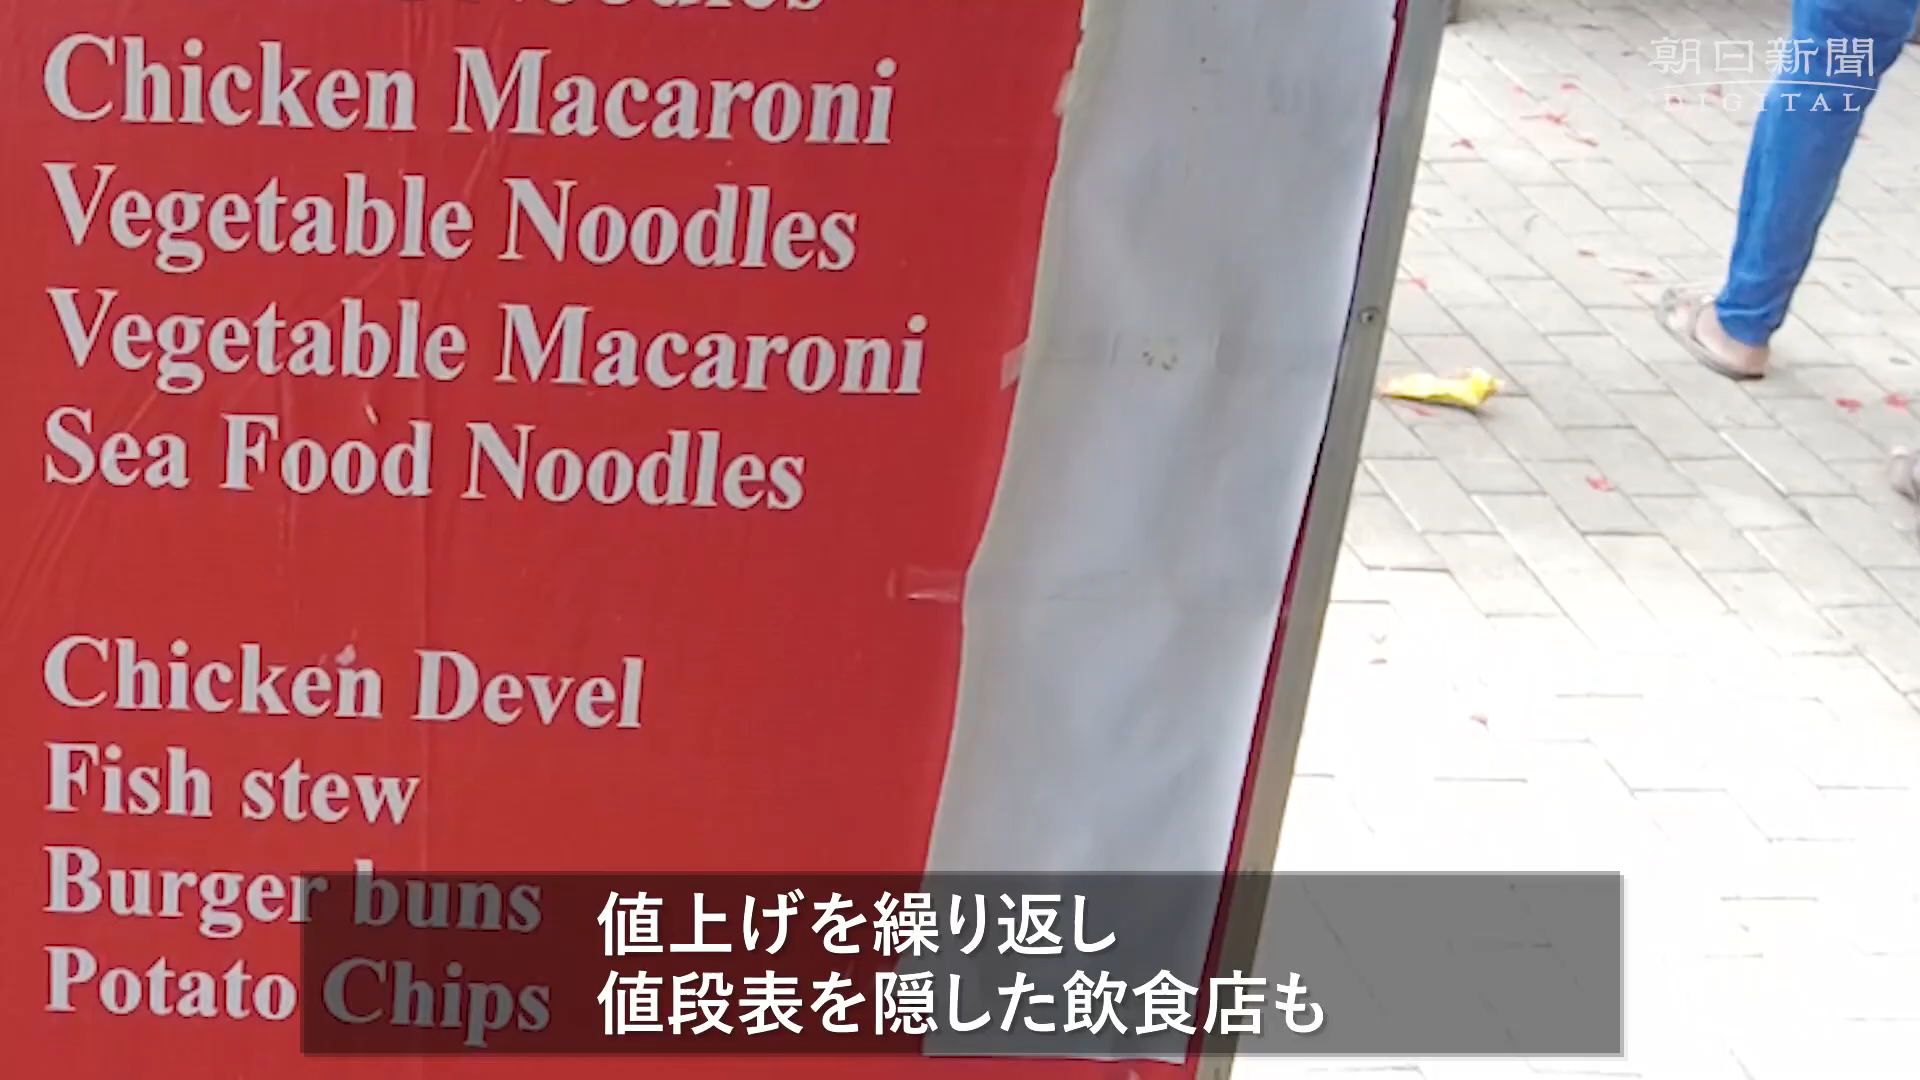 Noodles
Chicken Macaroni
Vegetable Noodles
Vegetable Macaroni
Sea Food Noodles
Chicken Devel
Fish stew
Burger buns
Potato Chips
朝日新聞
DIGITAL
値上げを繰り返し
値段表を隠した飲食店も